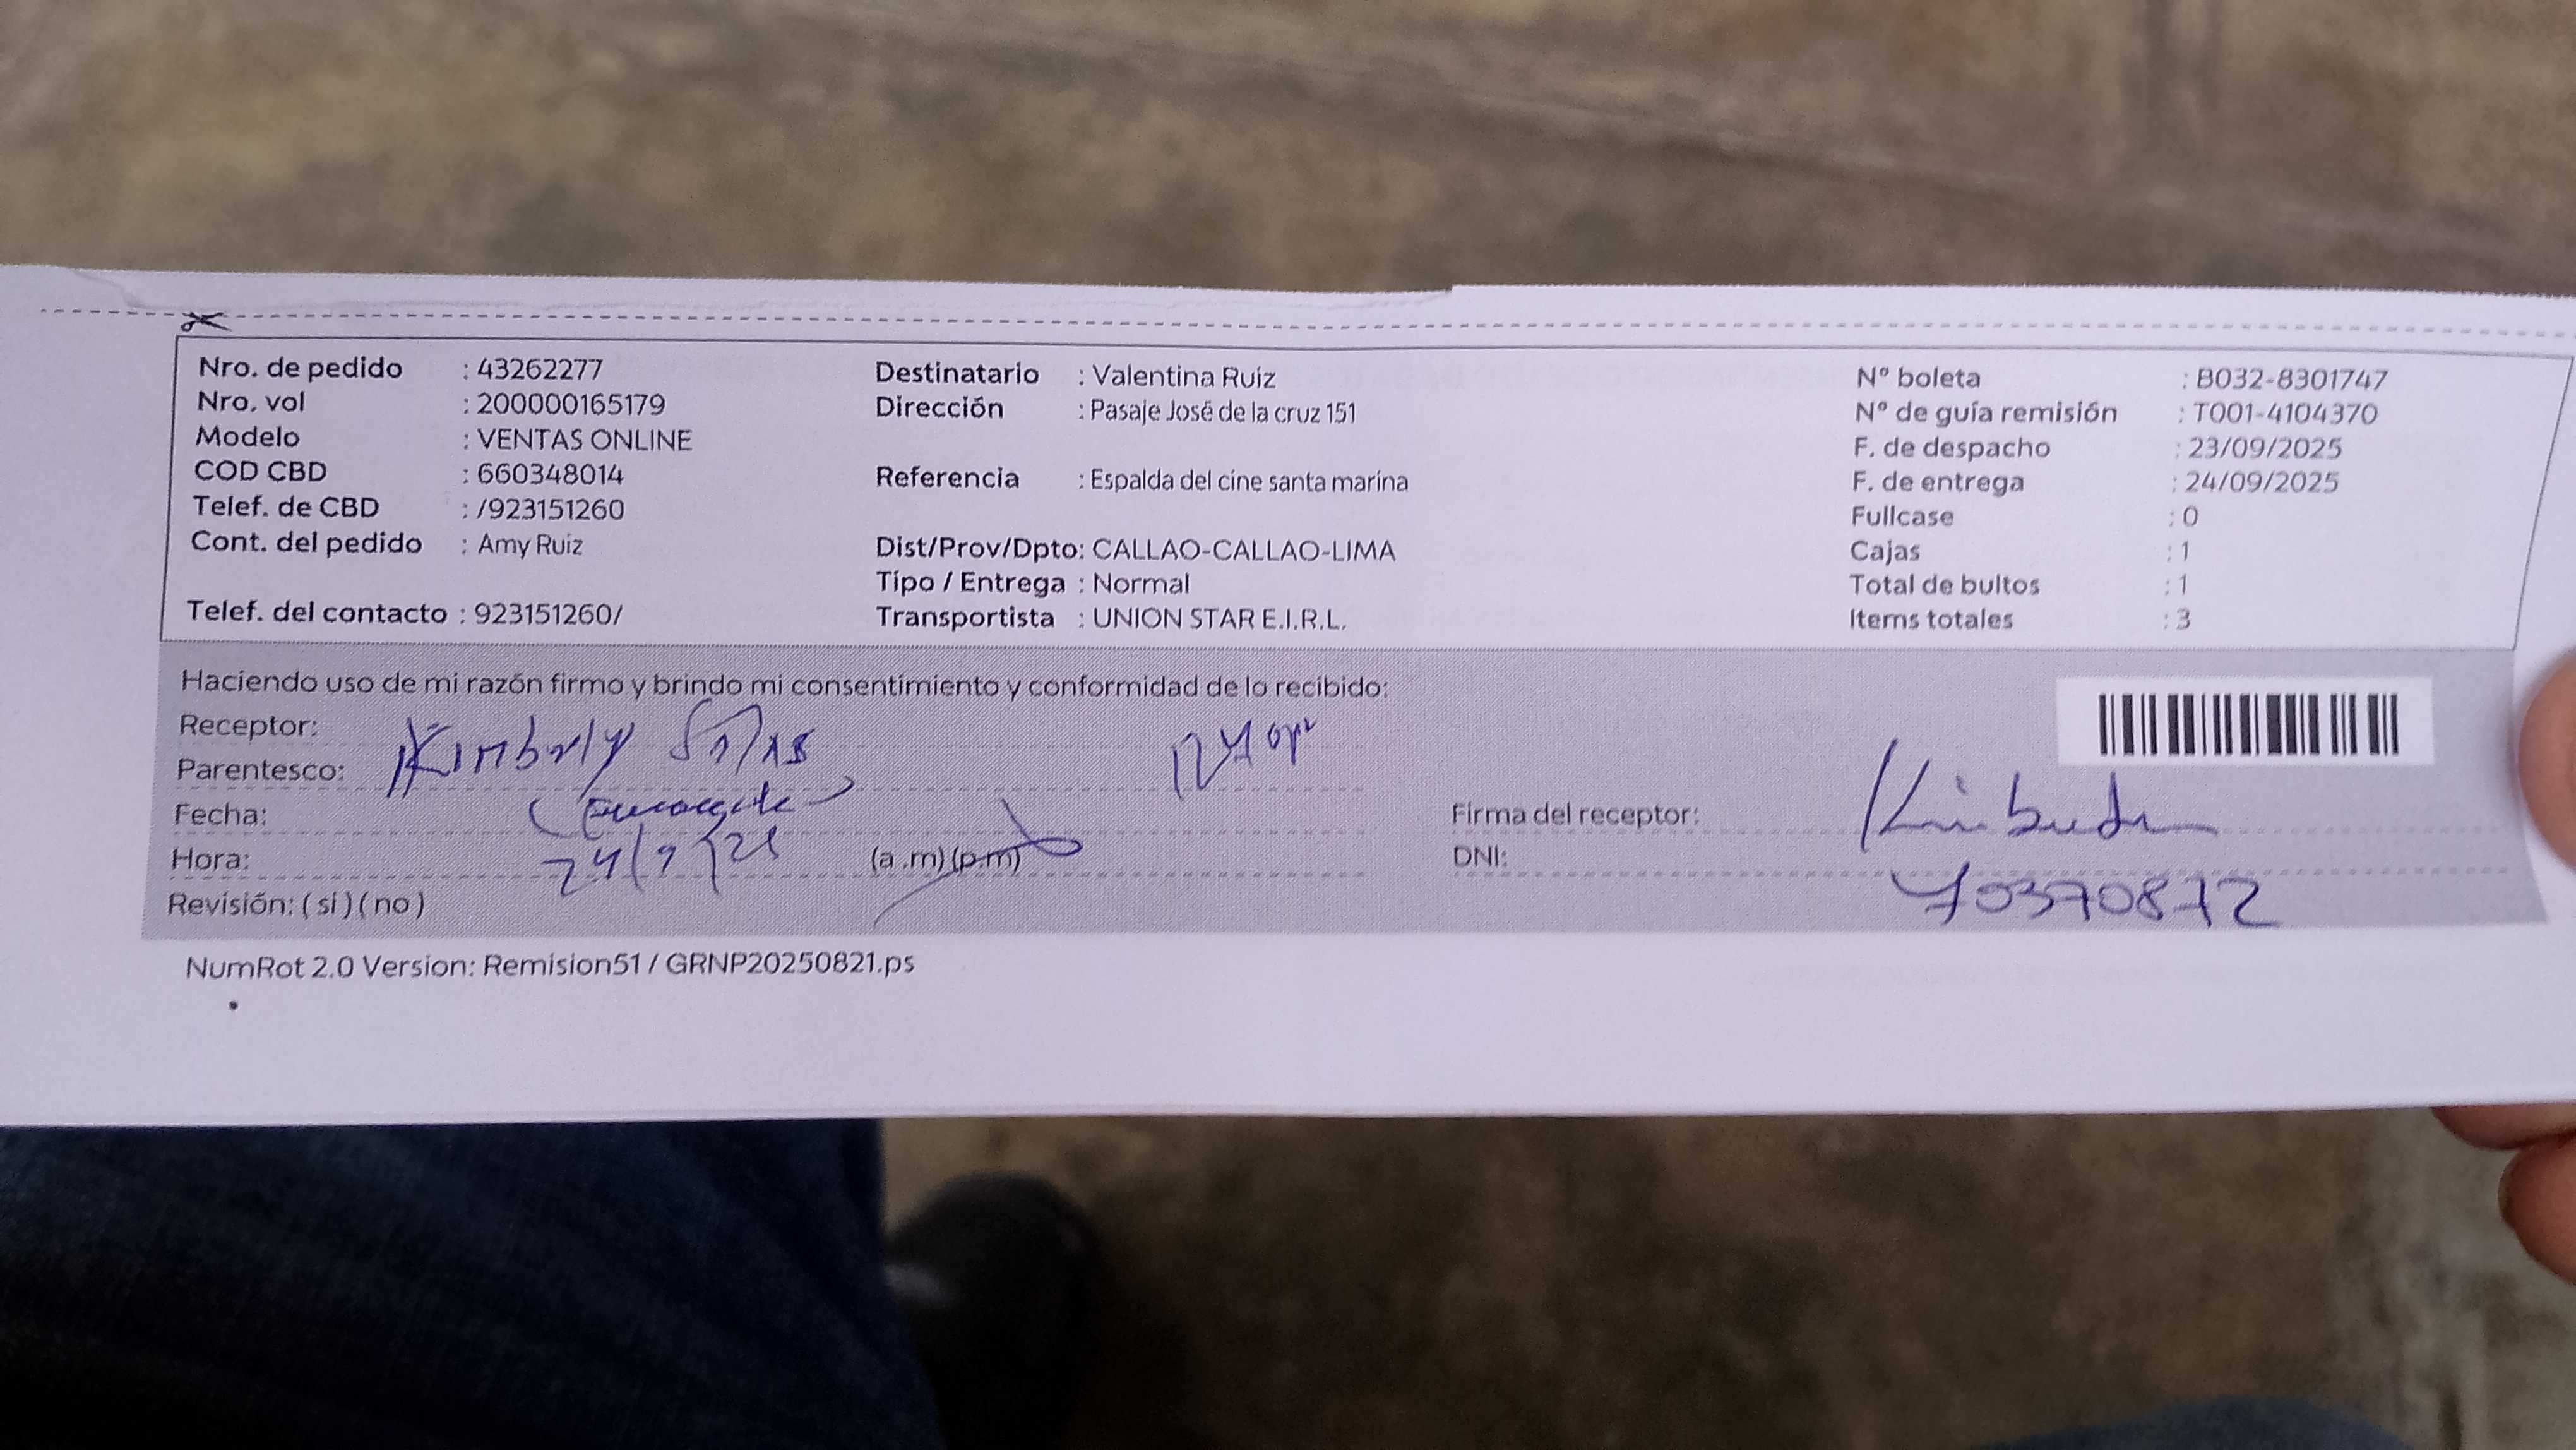 Nro. de pedido : 43262277
Nro. vol : 200000165179
Modelo : VENTAS ONLINE
COD CBD : 660348014
Telef. de CBD : /923151260
Cont. del pedido : Amy Ruiz
Telef. del contacto : 923151260/
Destinatario : Valentina Ruiz
Dirección : Pasaje José de la cruz 151
Referencia : Espalda del cine santa marina
Dist/Prov/Dpto: CALLAO-CALLAO-LIMA
Tipo / Entrega : Normal
Transportista : UNION STAR E.I.R.L.
N° boleta : B032-8301747
N° de guía remisión : T001-4104370
F. de despacho : 23/09/2025
F. de entrega : 24/09/2025
Fullcase : 0
Cajas : 1
Total de bultos : 1
Items totales : 3
Haciendo uso de mi razón firmo y brindo mi consentimiento y conformidad de lo recibido:
Receptor: Kimberly
Parentesco:
Fecha:
24/9/25
Hora: (a .m) (p.m)
Revisión: ( si ) ( no )
Firma del receptor:
DNI:
70370872
NumRot 2.0 Version: Remision51 / GRNP20250821.ps